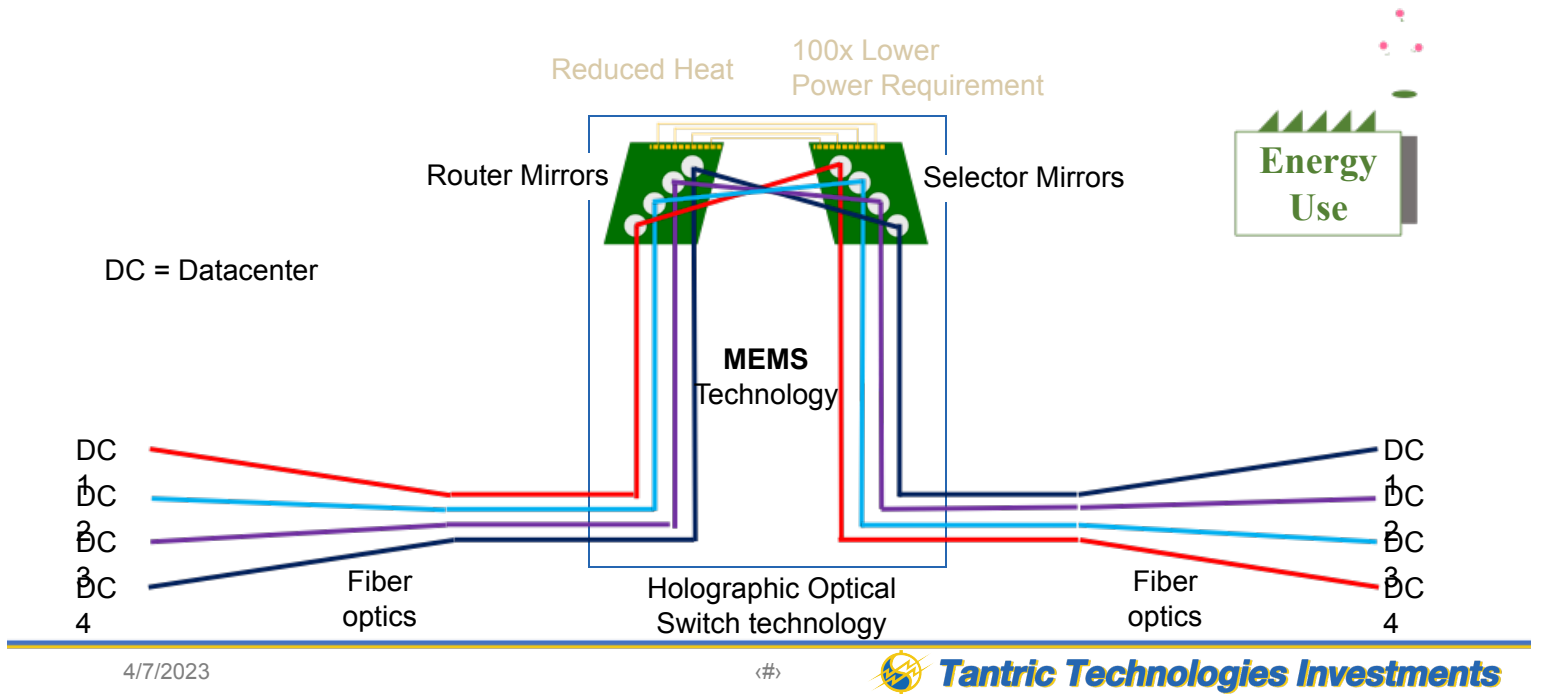 Reduced Heat
100x Lower
Power Requirement
Router Mirrors
Selector Mirrors
Energy
Use
DC = Datacenter
MEMS
Technology
DC
1
DC
2
DC
3
DC
4
DC
1
DC
2
DC
3
DC
4
Fiber
optics
Holographic Optical
Switch technology
Fiber
optics
4/7/2023
‹#›
Tantric Technologies Investments